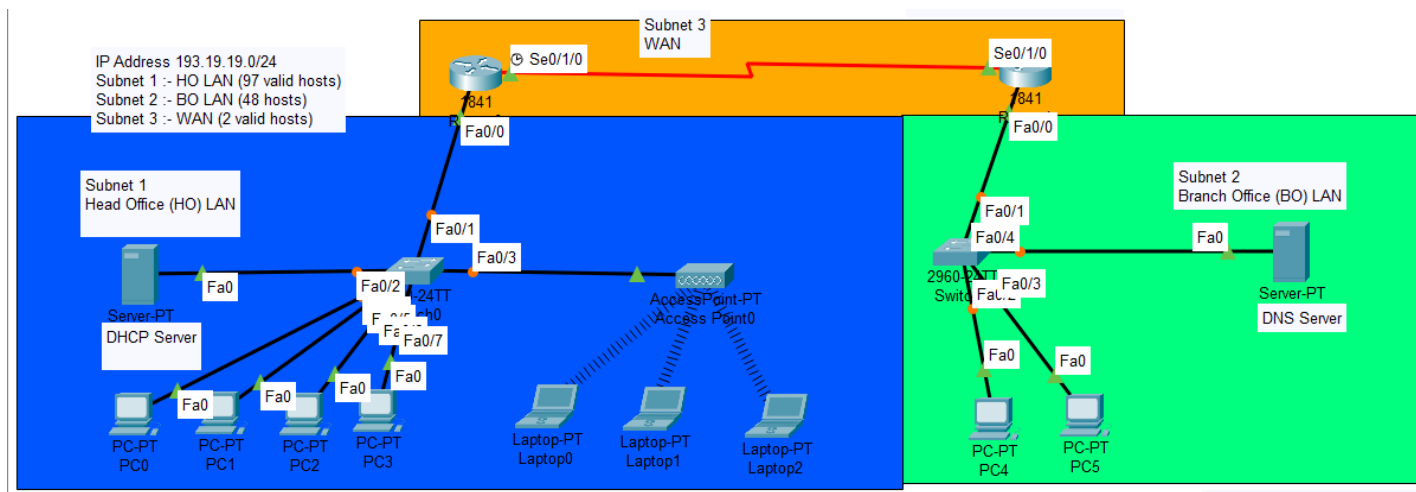 Subnet 3
WAN
IP Address 193.19.19.0/24
Subnet 1 :- HO LAN (97 valid hosts)
Subnet 2 :- BO LAN (48 hosts)
Subnet 3 :- WAN (2 valid hosts)
Se0/1/0
Se0/1/0
1841
1841
Fa0/0
Fa0/0
Subnet 1
Head Office (HO) LAN
Subnet 2
Branch Office (BO) LAN
Fa0/1
Fa0/3
Fa0
Fa0/2
-24TT
Server-PT
DHCP Server
AccessPoint-PT
Access Point0
Fa0/7
Fa0
Fa0
Fa0
Fa0
PC-PT
PC0
PC-PT
PC1
PC-PT
PC2
PC-PT
PC3
Laptop-PT
Laptop0
Laptop-PT
Laptop1
Laptop-PT
Laptop2
Fa0/1
Fa0/4
Fa0
2960-24TT
Fa0/3
Server-PT
DNS Server
Fa0
Fa0
PC-PT
PC4
PC-PT
PC5